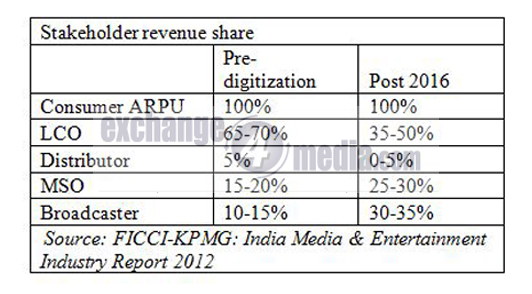 Stakeholder revenue share
Pre-
digitization Post 2016
Consumer ARPU 100% 100%
LCO 65-70% 35-50%
Distributor 5% 0-5%
MSO 15-20% 25-30%
Broadcaster 10-15% 30-35%
Source: FICCI-KPMG: India Media & Entertainment
Industry Report 2012
exchange4media.com